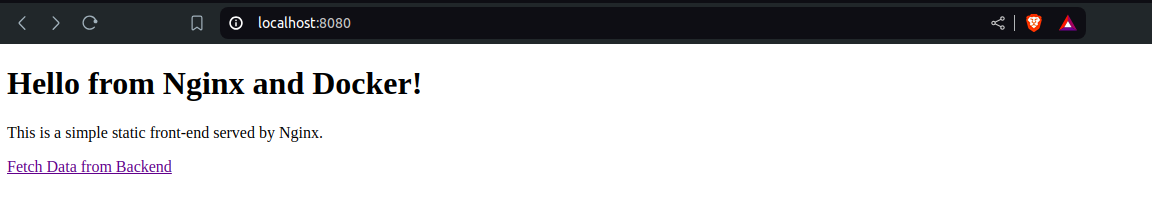 localhost:8080
Hello from Nginx and Docker!
This is a simple static front-end served by Nginx.
Fetch Data from Backend